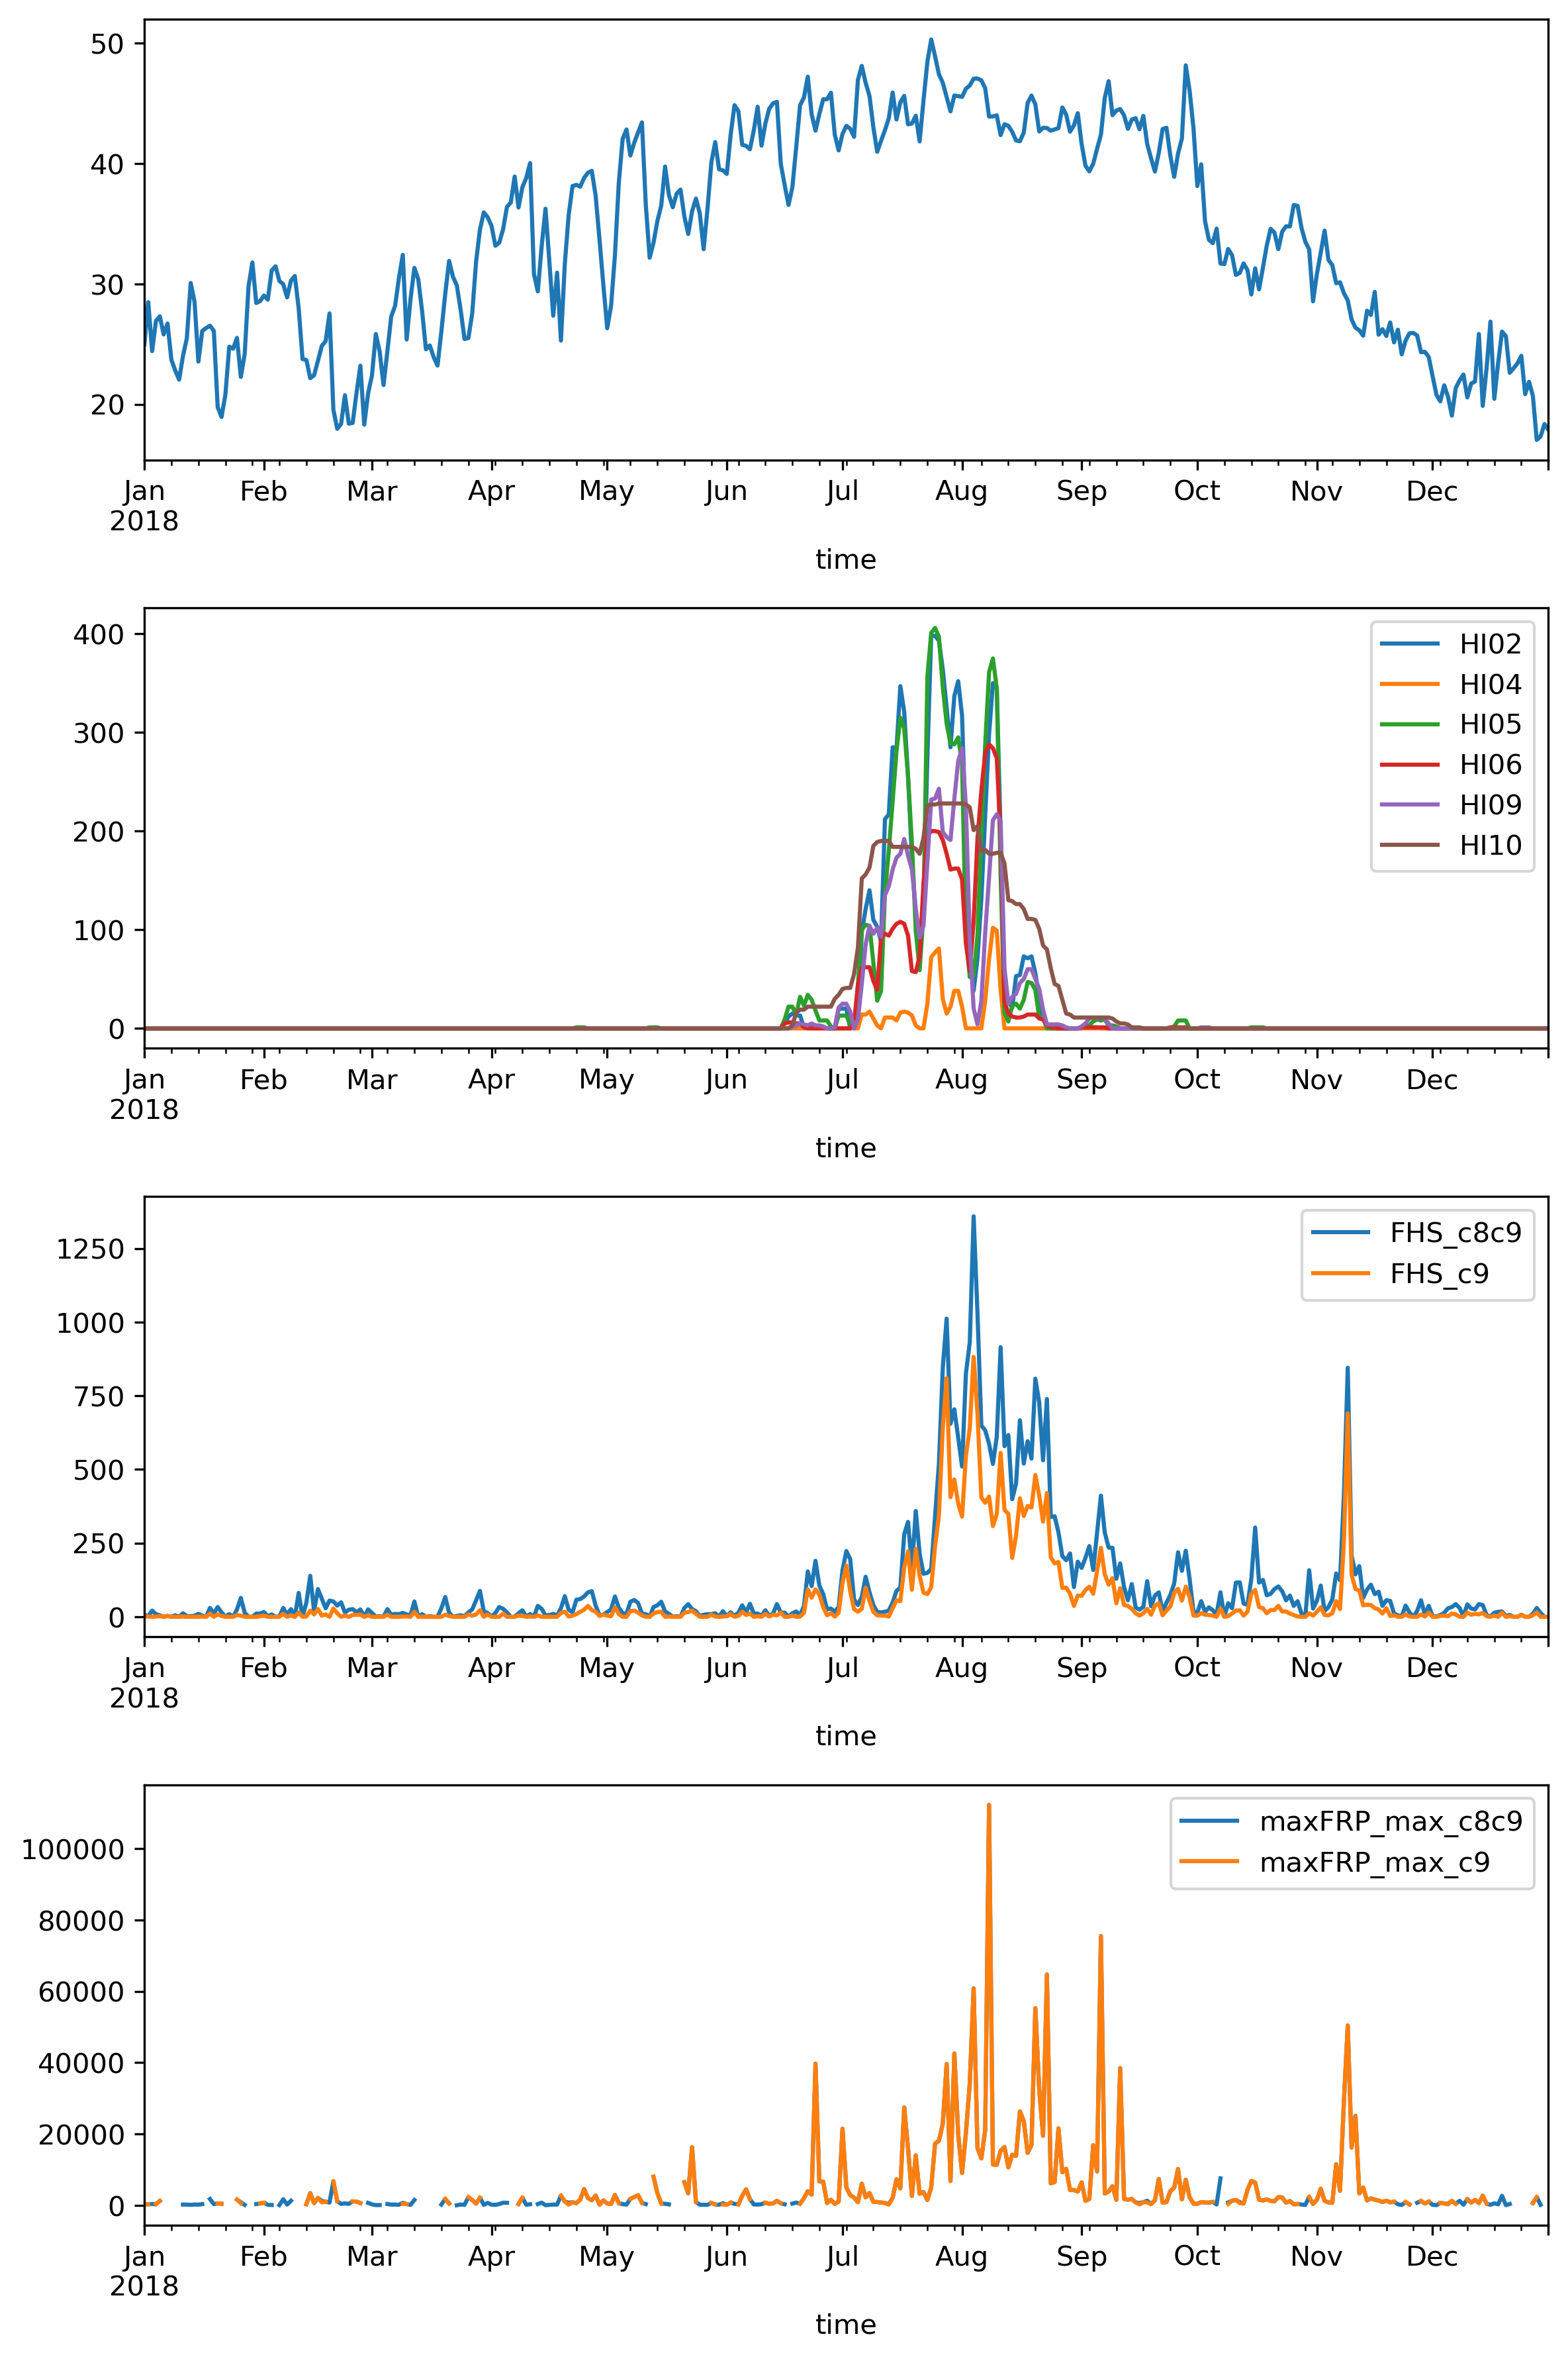 50
40
30
20
Jan Feb Mar Apr May Jun Jul Aug Sep Oct Nov Dec
2018
time
400
300
200
100
0
HI02
HI04
HI05
HI06
HI09
HI10
Jan Feb Mar Apr May Jun Jul Aug Sep Oct Nov Dec
2018
time
1250
1000
750
500
250
0
FHS_c8c9
FHS_c9
Jan Feb Mar Apr May Jun Jul Aug Sep Oct Nov Dec
2018
time
100000
80000
60000
40000
20000
0
maxFRP_max_c8c9
maxFRP_max_c9
Jan Feb Mar Apr May Jun Jul Aug Sep Oct Nov Dec
2018
time